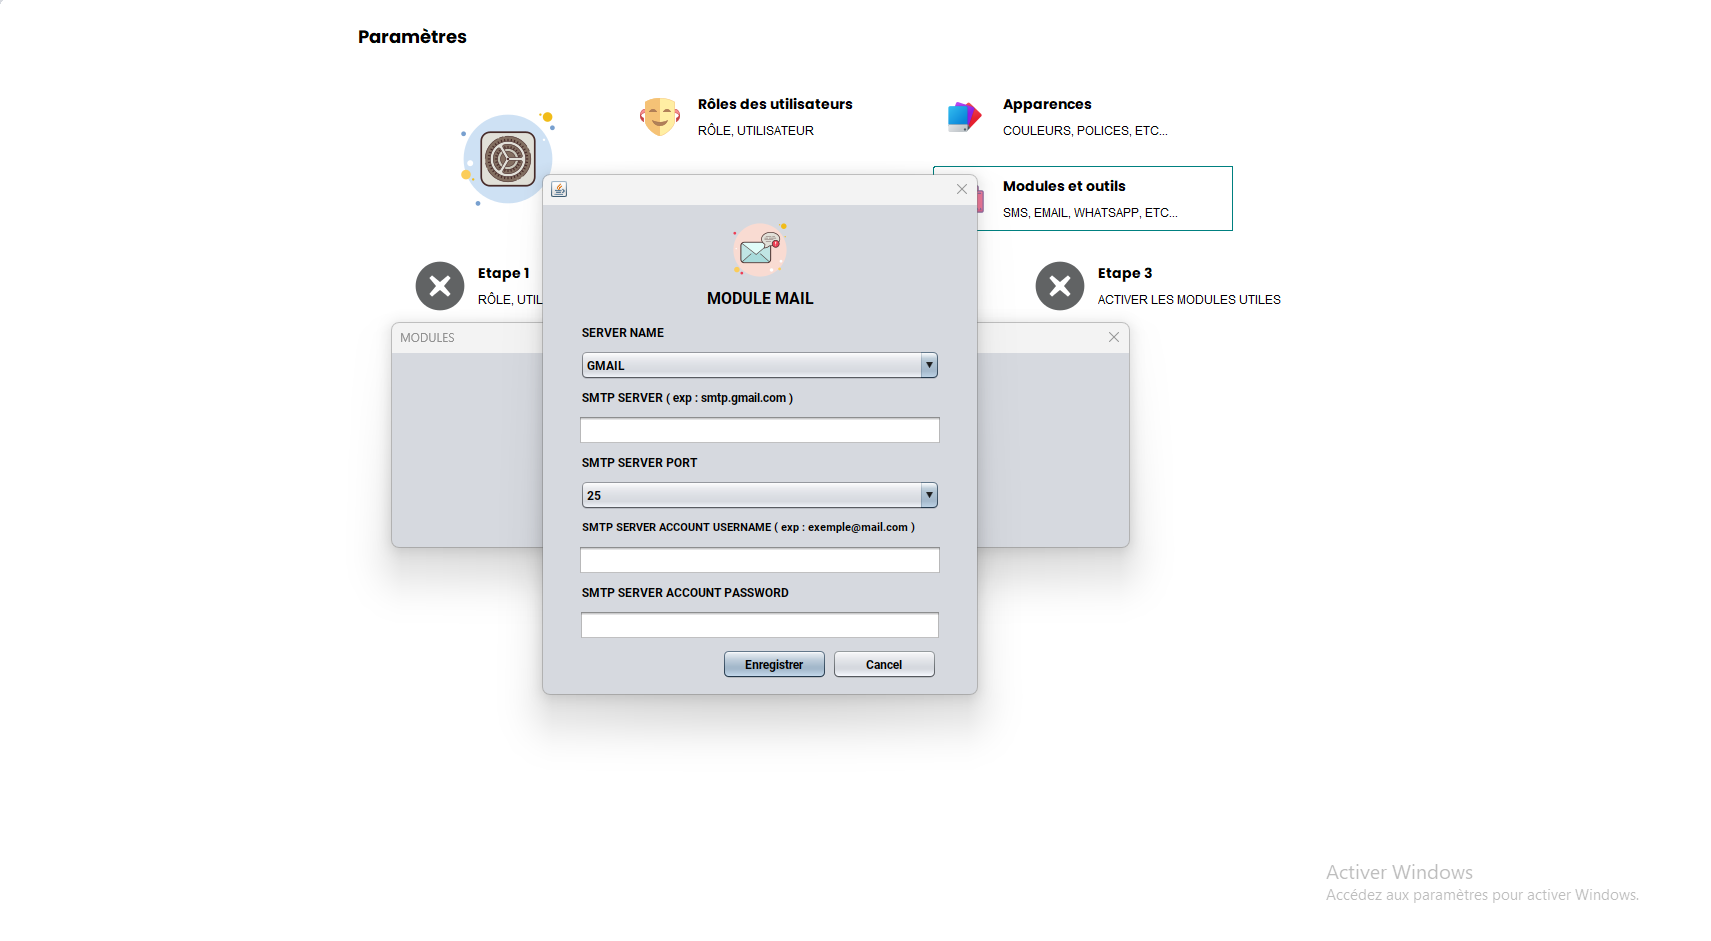 Paramètres
Rôles des utilisateurs
RÔLE, UTILISATEUR
Apparences
COULEURS, POLICES, ETC...
Modules et outils
SMS, EMAIL, WHATSAPP, ETC...
Etape 1
RÔLE, UTIL
Etape 3
ACTIVER LES MODULES UTILES
MODULES
MODULE MAIL
SERVER NAME
GMAIL
SMTP SERVER ( exp : smtp.gmail.com )
SMTP SERVER PORT
25
SMTP SERVER ACCOUNT USERNAME ( exp : exemple@mail.com )
SMTP SERVER ACCOUNT PASSWORD
Enregistrer
Cancel
Activer Windows
Accédez aux paramètres pour activer Windows.